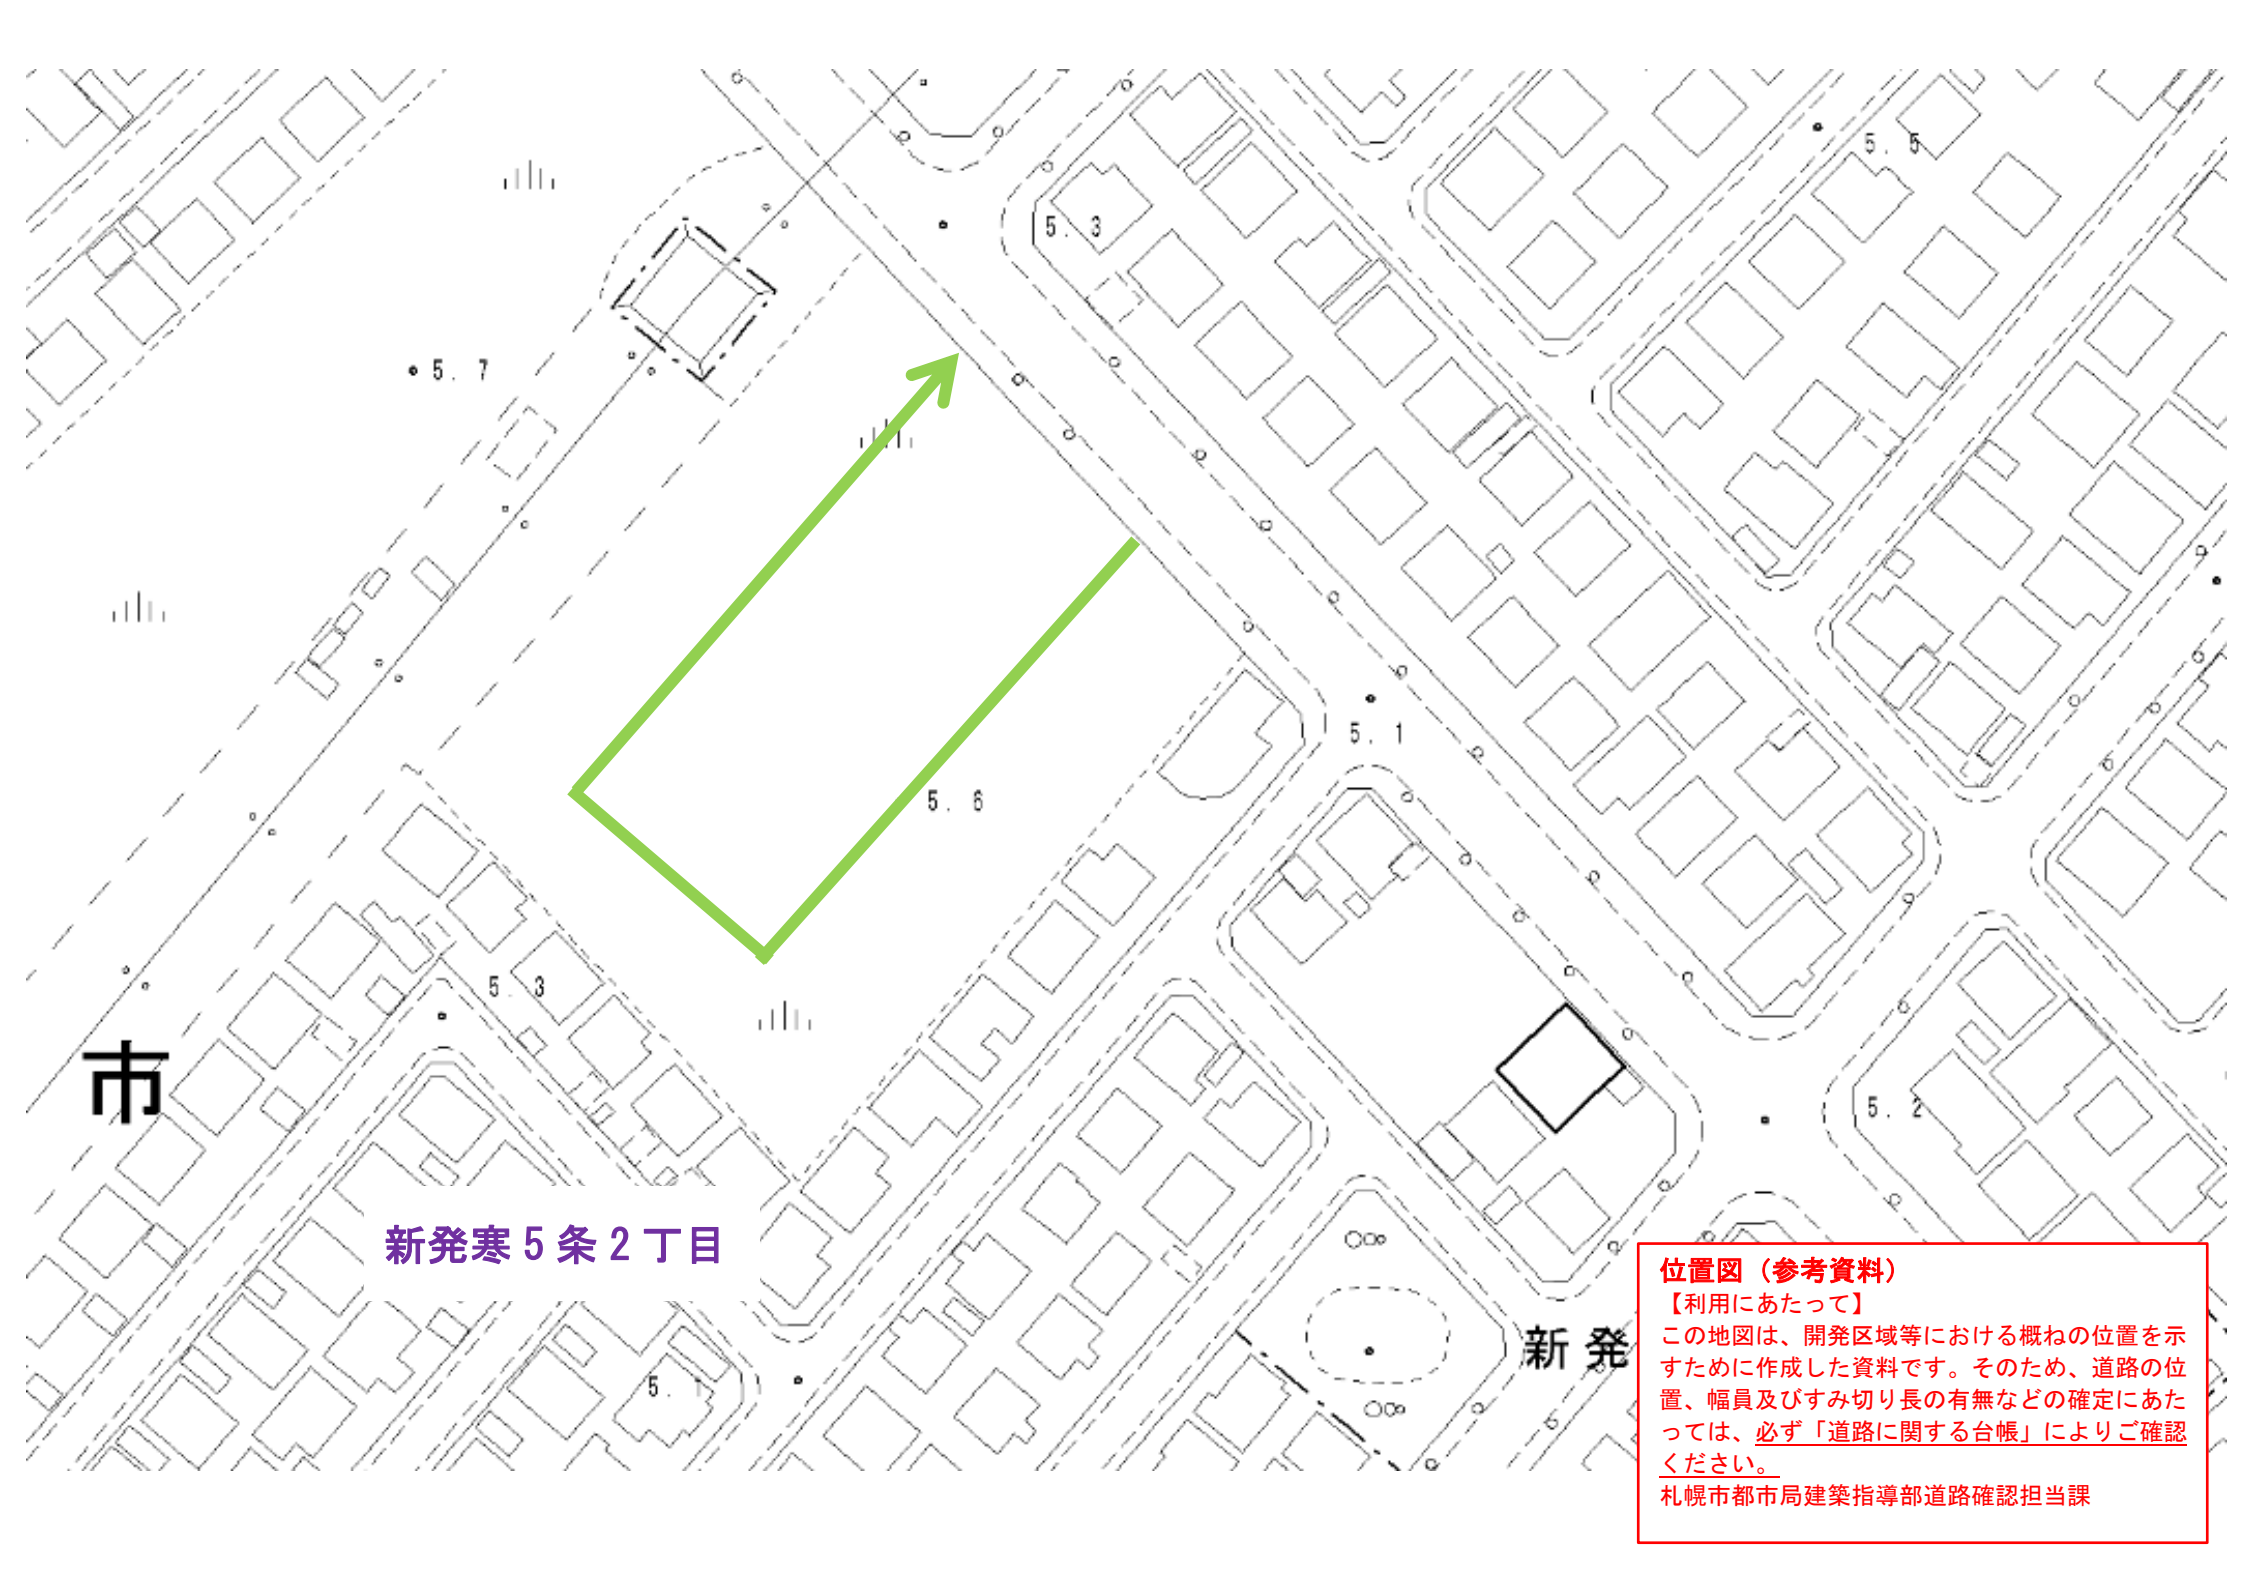 5.5
5.3
5.7
5.1
5.6
5.3
市
5.2
新発寒5条2丁目
新発
5.1
位置図（参考資料）
【利用にあたって】
この地図は、開発区域等における概ねの位置を示
すために作成した資料です。そのため、道路の位
置、幅員及びすみ切り長の有無などの確定にあた
っては、必ず「道路に関する台帳」によりご確認
ください。
札幌市都市局建築指導部道路確認担当課